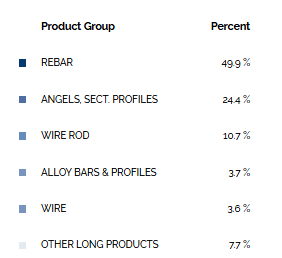 Product Group Percent
REBAR 49.9 %
ANGELS, SECT. PROFILES 24.4 %
WIRE ROD 10.7 %
ALLOY BARS & PROFILES 3.7 %
WIRE 3.6 %
OTHER LONG PRODUCTS 7.7 %